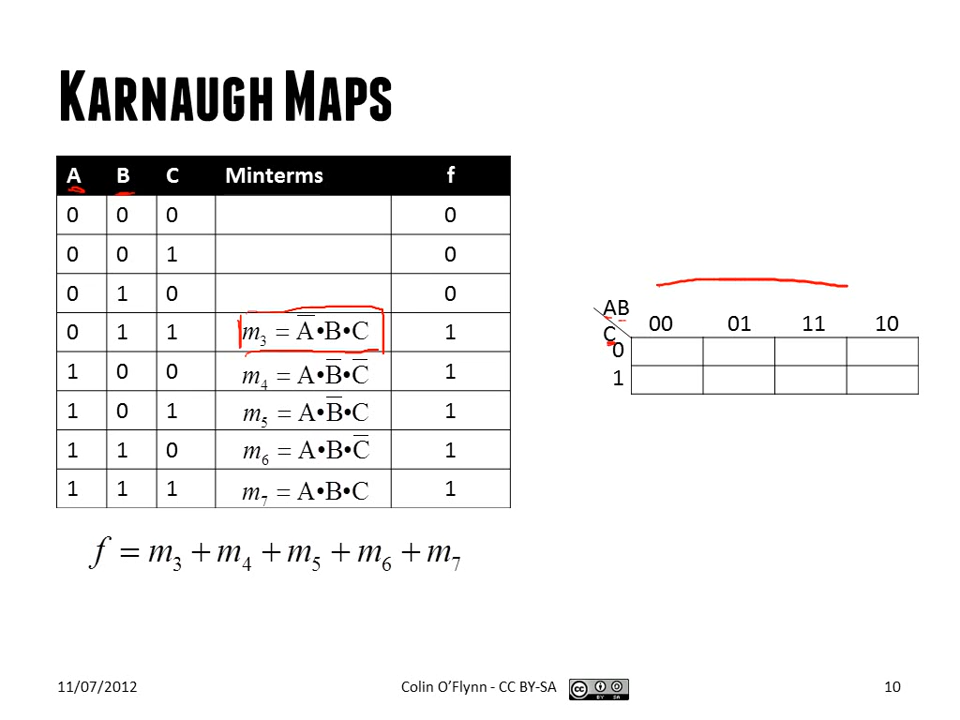 KARNAUGH MAPS
A B C Minterms f
0 0 0 0
0 0 1 0
0 1 0 0
0 1 1 m₃ = A̅•B•C 1
1 0 0 m₄ = A•B̅•C̅ 1
1 0 1 m₅ = A•B̅•C 1
1 1 0 m₆ = A•B•C̅ 1
1 1 1 m₇ = A•B•C 1
f = m₃ + m₄ + m₅ + m₆ + m₇
AB
C
00 01 11 10
0
1
11/07/2012 Colin O'Flynn - CC BY-SA cc BY SA 10